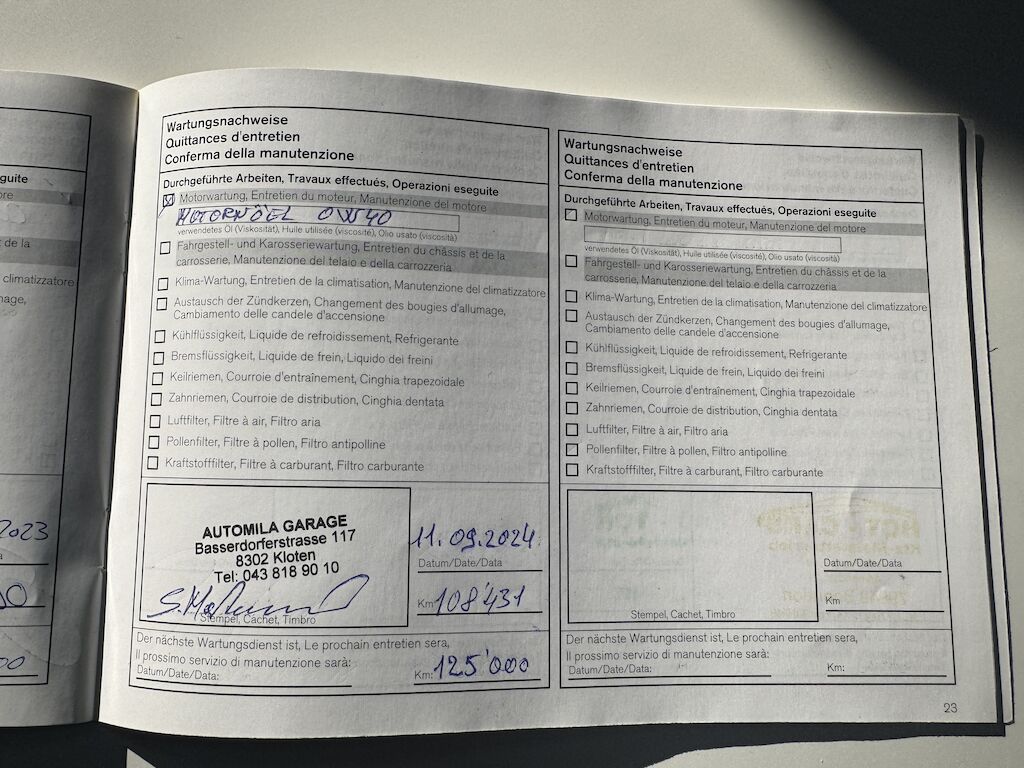 eguite
ore
t de la
climatizzatore
mage,
2023
a
Wartungsnachweise
Quittances d'entretien
Conferma della manutenzione
Durchgeführte Arbeiten, Travaux effectués, Operazioni eseguite
Motorwartung, Entretien du moteur, Manutenzione del motore
MOTORNÖEL OW40
verwendetes Öl (Viskosität), Huile utilisée (viscosité), Olio usato (viscosità)
Fahrgestell- und Karosseriewartung, Entretien du châssis et de la
carrosserie, Manutenzione del telaio e della carrozzeria
Klima-Wartung, Entretien de la climatisation, Manutenzione del climatizzatore
Austausch der Zündkerzen, Changement des bougies d'allumage,
Cambiamento delle candele d'accensione
Kühlflüssigkeit, Liquide de refroidissement, Refrigerante
Bremsflüssigkeit, Liquide de frein, Liquido dei freini
Keilriemen, Courroie d'entraînement, Cinghia trapezoidale
Zahnriemen, Courroie de distribution, Cinghia dentata
Luftfilter, Filtre à air, Filtro aria
Pollenfilter, Filtre à pollen, Filtro antipolline
Kraftstofffilter, Filtre à carburant, Filtro carburante
AUTOMILA GARAGE
Basserdorferstrasse 117
8302 Kloten
Tel: 043 818 90 10
Stempel, Cachet, Timbro
11.09.2024
Datum/Date/Data
Km 108'431
Der nächste Wartungsdienst ist, Le prochain entretien sera,
Il prossimo servizio di manutenzione sarà:
Datum/Date/Data:
Km: 125'000
Wartungsnachweise
Quittances d'entretien
Conferma della manutenzione
Durchgeführte Arbeiten, Travaux effectués, Operazioni eseguite
Motorwartung, Entretien du moteur, Manutenzione del motore
verwendetes Öl (Viskosität), Huile utilisée (viscosité), Olio usato (viscosità)
Fahrgestell- und Karosseriewartung, Entretien du châssis et de la
carrosserie, Manutenzione del telaio e della carrozzeria
Klima-Wartung, Entretien de la climatisation, Manutenzione del climatizzatore
Austausch der Zündkerzen, Changement des bougies d'allumage,
Cambiamento delle candele d'accensione
Kühlflüssigkeit, Liquide de refroidissement, Refrigerante
Bremsflüssigkeit, Liquide de frein, Liquido dei freini
Keilriemen, Courroie d'entraînement, Cinghia trapezoidale
Zahnriemen, Courroie de distribution, Cinghia dentata
Luftfilter, Filtre à air, Filtro aria
Pollenfilter, Filtre à pollen, Filtro antipolline
Kraftstofffilter, Filtre à carburant, Filtro carburante
Stempel, Cachet, Timbro
Datum/Date/Data
Km
Der nächste Wartungsdienst ist, Le prochain entretien sera,
Il prossimo servizio di manutenzione sarà:
Datum/Date/Data:
Km:
23